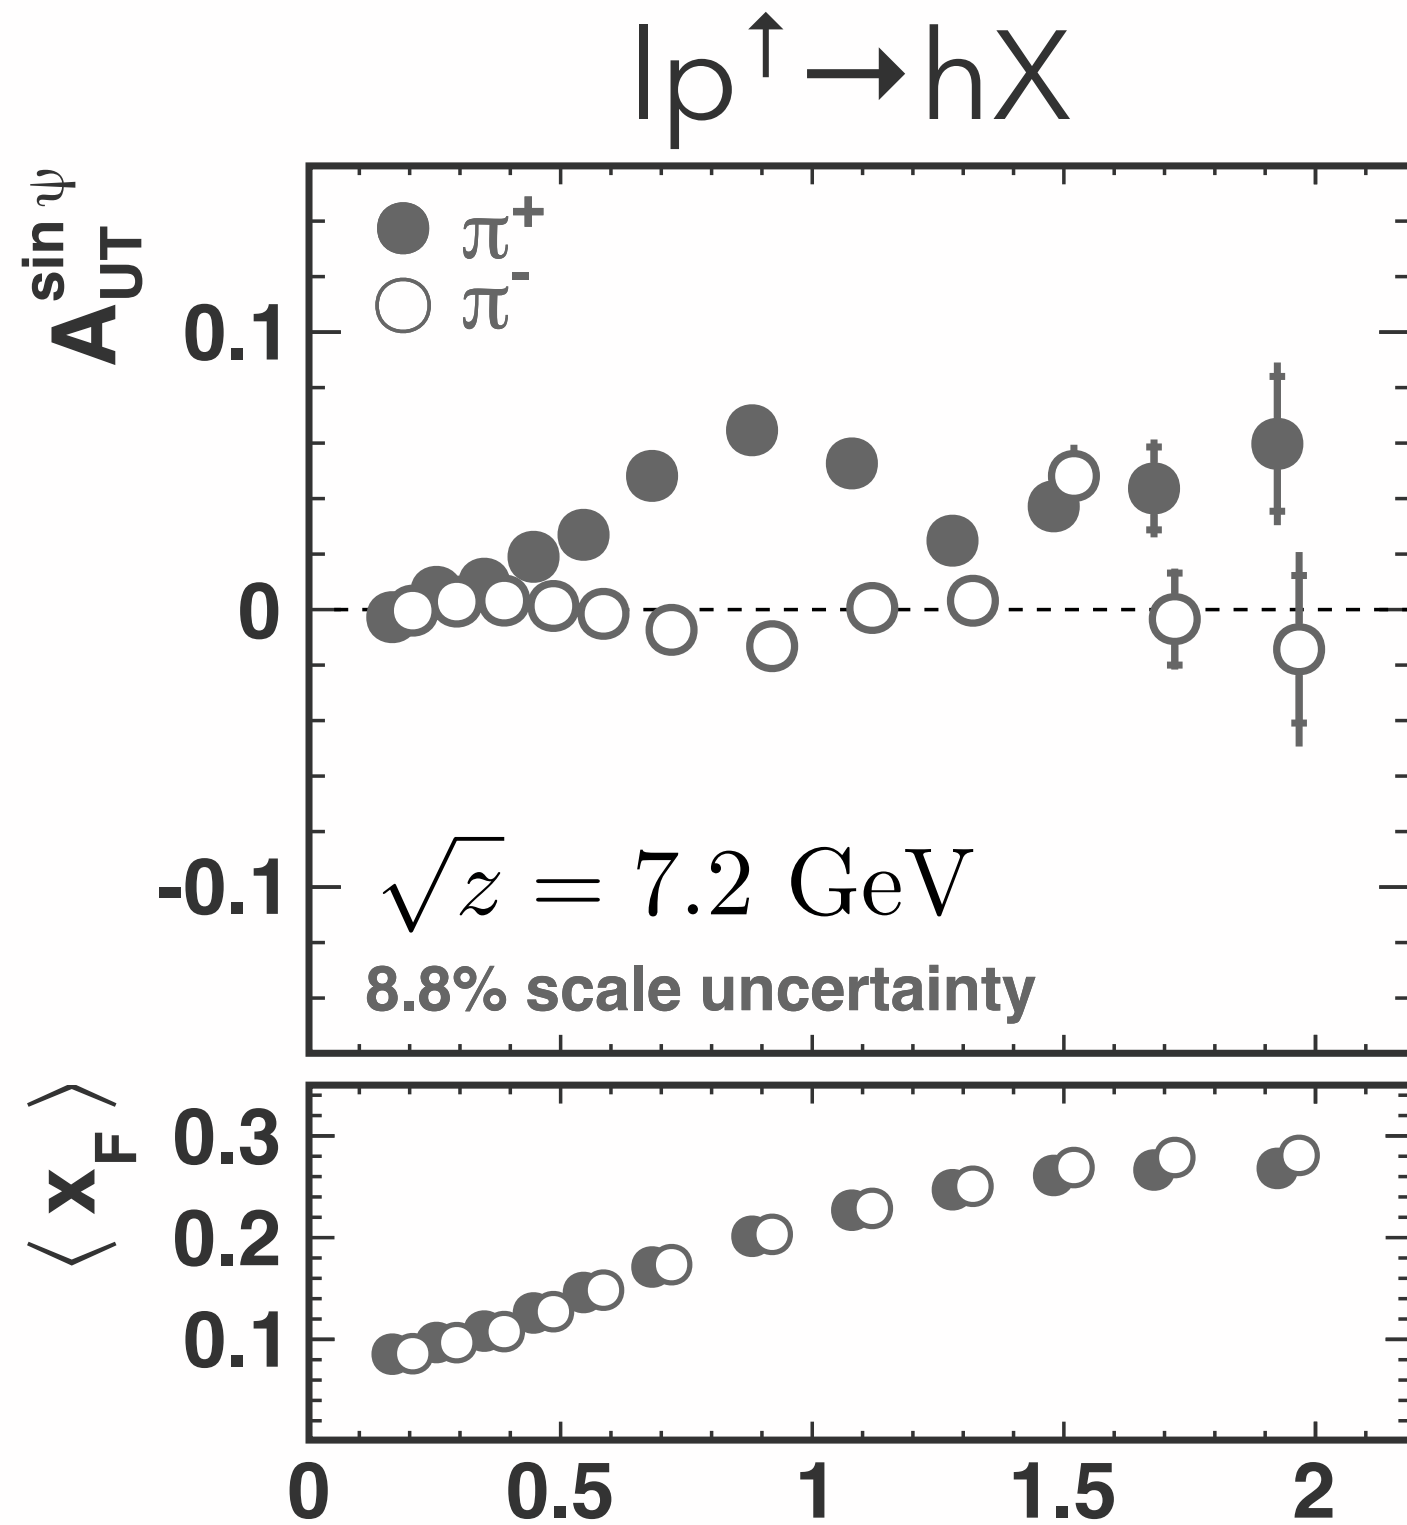 lp↑→hX
A_UT^sin ψ
π+
π-
0.1
0
-0.1
√z = 7.2 GeV
8.8% scale uncertainty
⟨x_F⟩
0.3
0.2
0.1
0 0.5 1 1.5 2